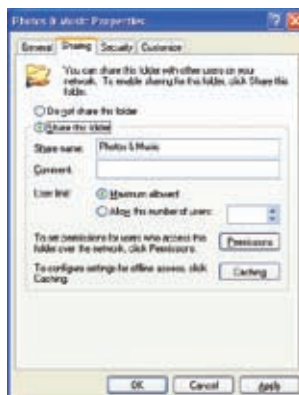 Photos & Music Properties
General Sharing Security Customize
You can share this folder with other users on your
network. To enable sharing for this folder, click Share this
folder.
Do not share this folder
Share this folder
Share name: Photos & Music
Comment:
User limit: Maximum allowed
Allow this number of users:
To set permissions for users who access this
folder over the network, click Permissions.
Permissions
To configure settings for offline access, click
Caching.
Caching
OK Cancel Apply